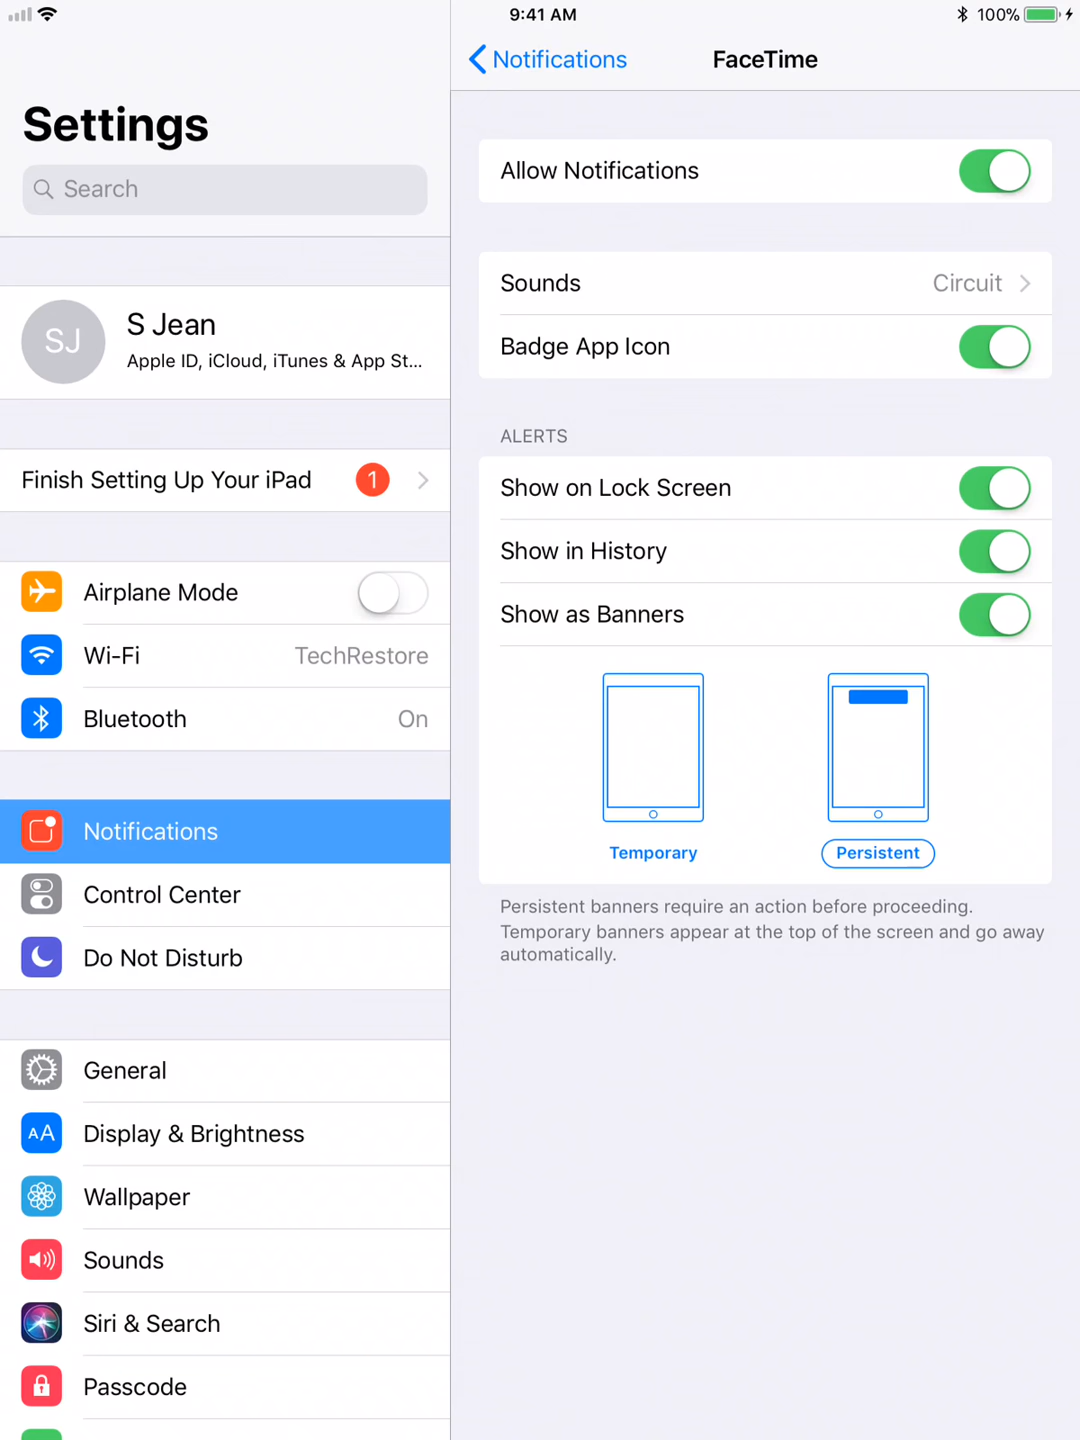 9:41 AM
100%
Settings
Search
SJ
S Jean
Apple ID, iCloud, iTunes & App St...
Finish Setting Up Your iPad
1
Airplane Mode
Wi-Fi
TechRestore
Bluetooth
On
Notifications
Control Center
Do Not Disturb
General
AA
Display & Brightness
Wallpaper
Sounds
Siri & Search
Passcode
Notifications
FaceTime
Allow Notifications
Sounds
Circuit
Badge App Icon
ALERTS
Show on Lock Screen
Show in History
Show as Banners
Temporary
Persistent
Persistent banners require an action before proceeding.
Temporary banners appear at the top of the screen and go away
automatically.